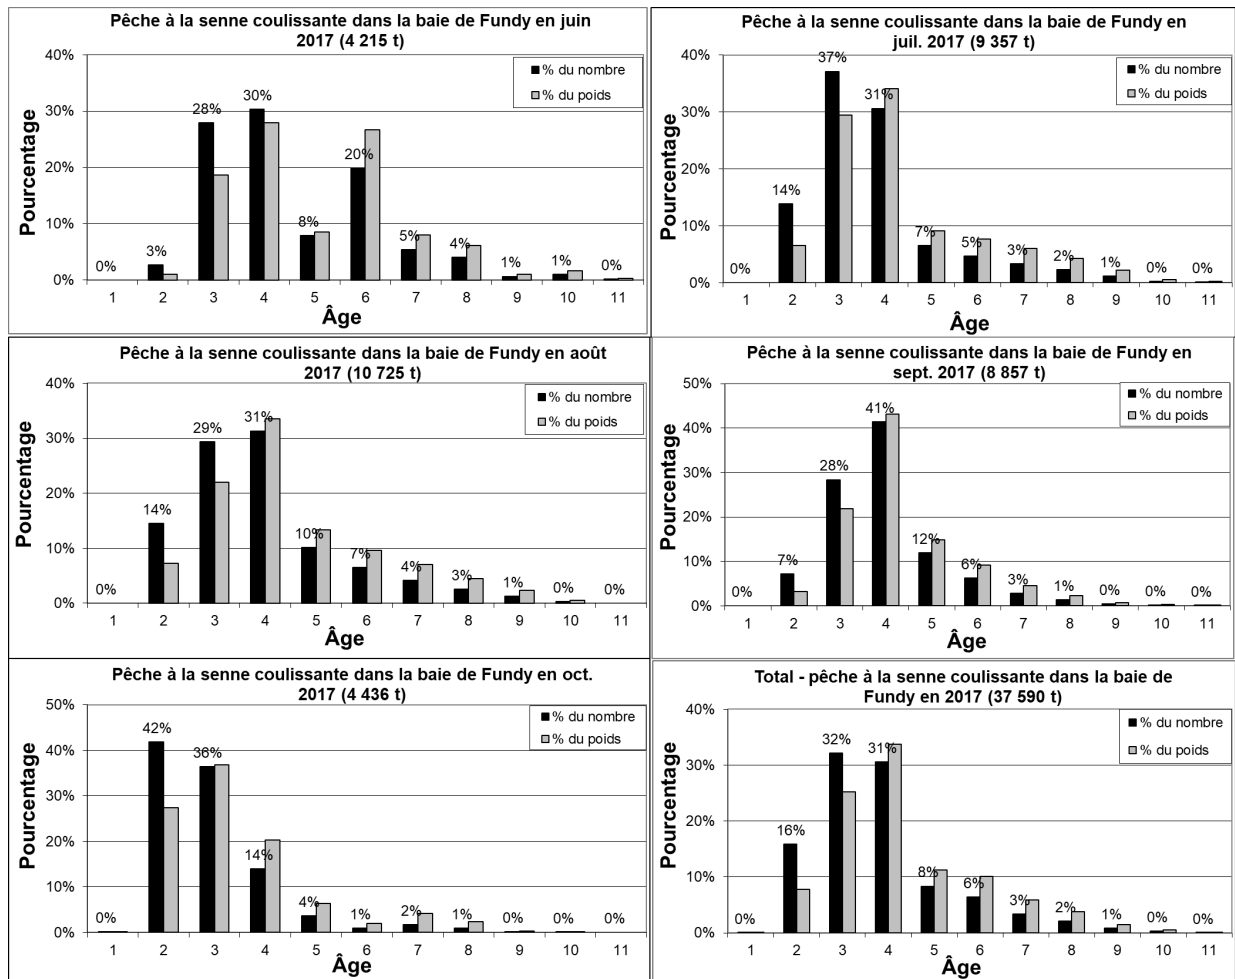 Pêche à la senne coulissante dans la baie de Fundy en juin
2017 (4 215 t)
40%
30%
20%
10%
0%
Pourcentage
% du nombre
% du poids
0%
3%
28%
30%
8%
20%
5%
4%
1%
1%
0%
1 2 3 4 5 6 7 8 9 10 11
Âge
Pêche à la senne coulissante dans la baie de Fundy en
juil. 2017 (9 357 t)
40%
30%
20%
10%
0%
Pourcentage
% du nombre
% du poids
0%
14%
37%
31%
7%
5%
3%
2%
1%
0%
0%
1 2 3 4 5 6 7 8 9 10 11
Âge
Pêche à la senne coulissante dans la baie de Fundy en août
2017 (10 725 t)
40%
30%
20%
10%
0%
Pourcentage
% du nombre
% du poids
0%
14%
29%
31%
10%
7%
4%
3%
1%
0%
0%
1 2 3 4 5 6 7 8 9 10 11
Âge
Pêche à la senne coulissante dans la baie de Fundy en
sept. 2017 (8 857 t)
50%
40%
30%
20%
10%
0%
Pourcentage
% du nombre
% du poids
0%
7%
28%
41%
12%
6%
3%
1%
0%
0%
0%
1 2 3 4 5 6 7 8 9 10 11
Âge
Pêche à la senne coulissante dans la baie de Fundy en oct.
2017 (4 436 t)
50%
40%
30%
20%
10%
0%
Pourcentage
% du nombre
% du poids
0%
42%
36%
14%
4%
1%
2%
1%
0%
0%
0%
1 2 3 4 5 6 7 8 9 10 11
Âge
Total - pêche à la senne coulissante dans la baie de
Fundy en 2017 (37 590 t)
40%
30%
20%
10%
0%
Pourcentage
% du nombre
% du poids
0%
16%
32%
31%
8%
6%
3%
2%
1%
0%
0%
1 2 3 4 5 6 7 8 9 10 11
Âge